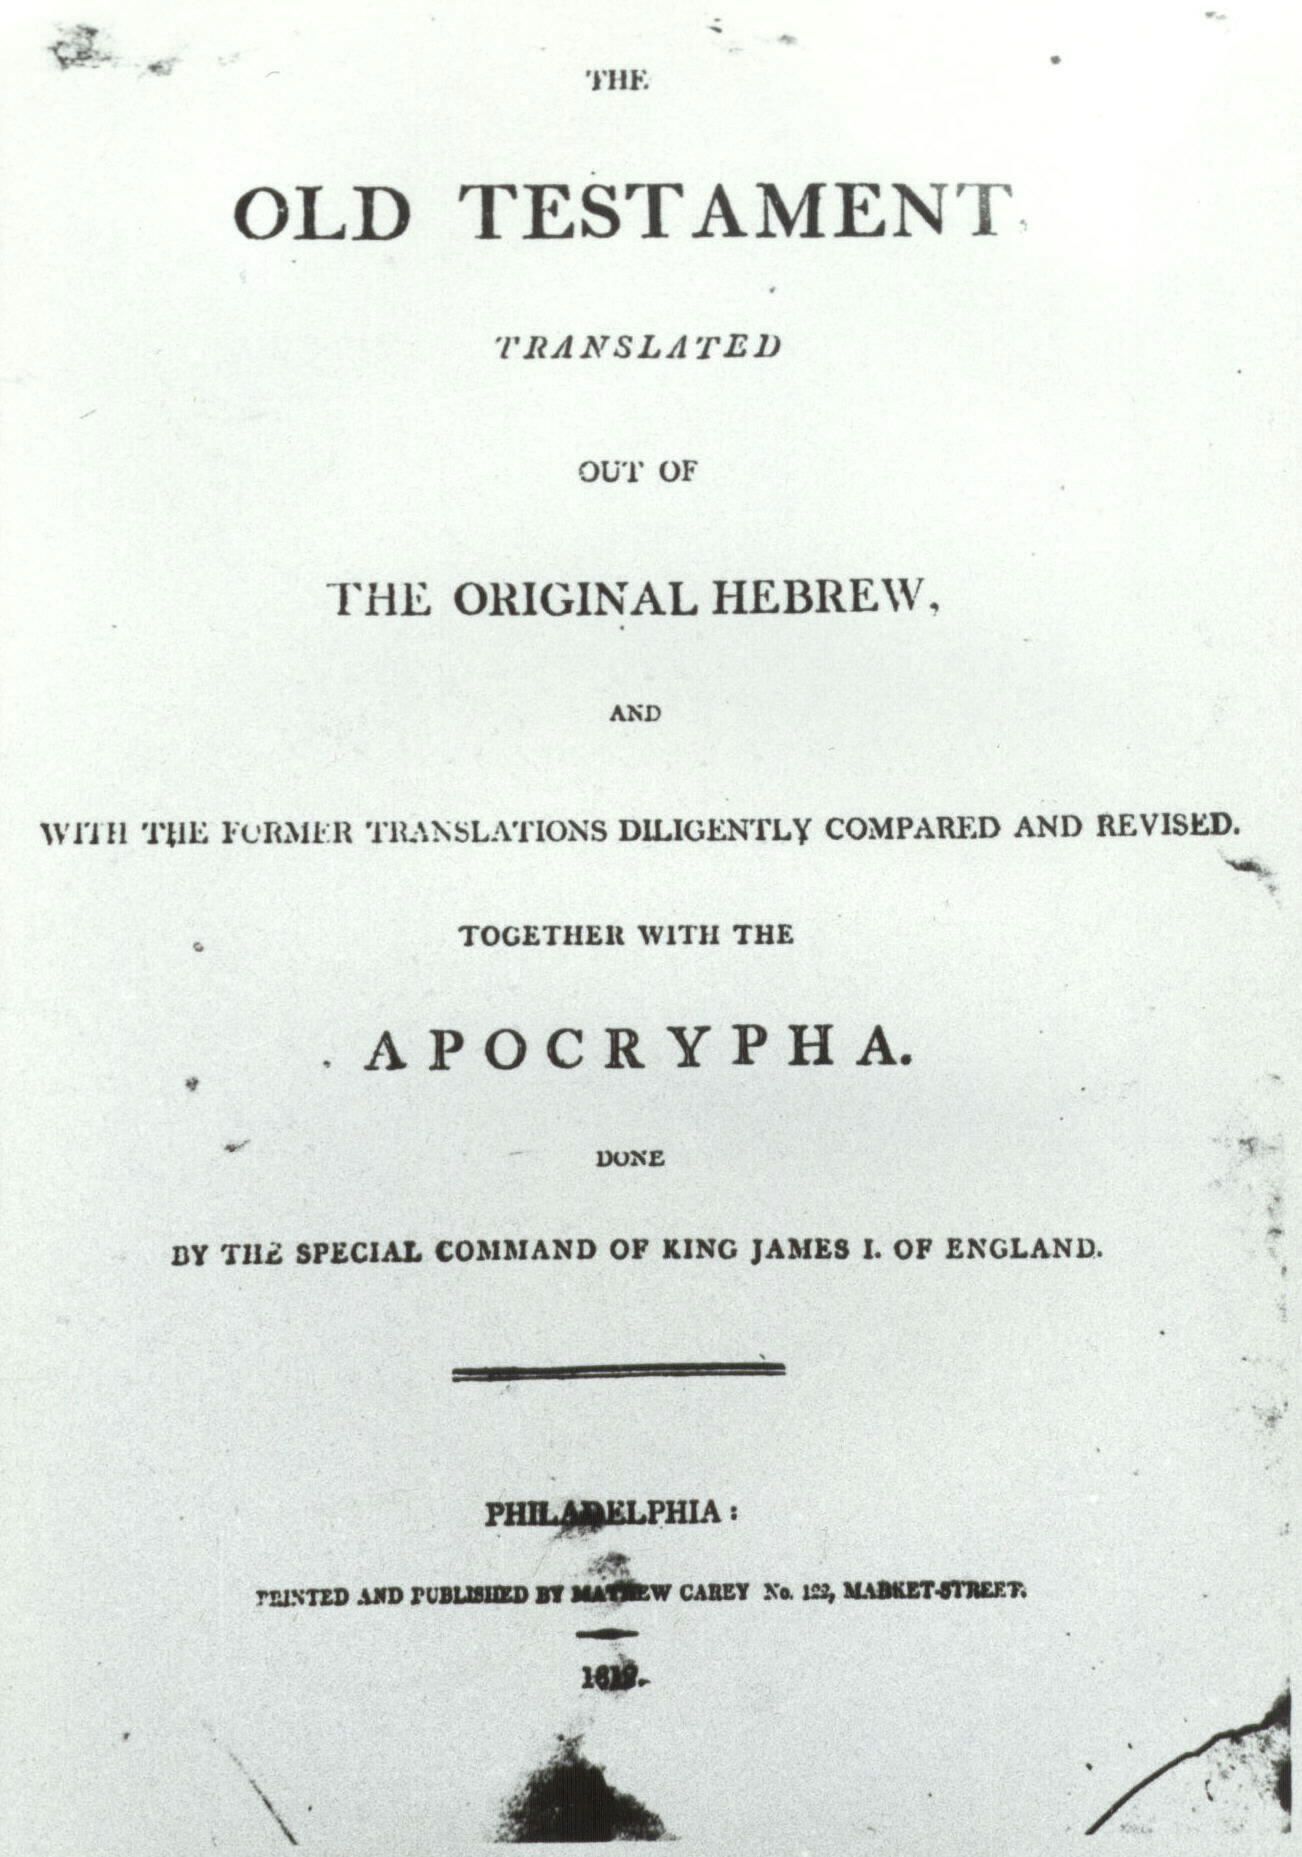 THE
OLD TESTAMENT,
TRANSLATED
OUT OF
THE ORIGINAL HEBREW,
AND
WITH THE FORMER TRANSLATIONS DILIGENTLY COMPARED AND REVISED.
TOGETHER WITH THE
APOCRYPHA.
DONE
BY THE SPECIAL COMMAND OF KING JAMES I. OF ENGLAND.
PHILADELPHIA:
PRINTED AND PUBLISHED BY MATHEW CAREY No. 122, MARKET-STREET.